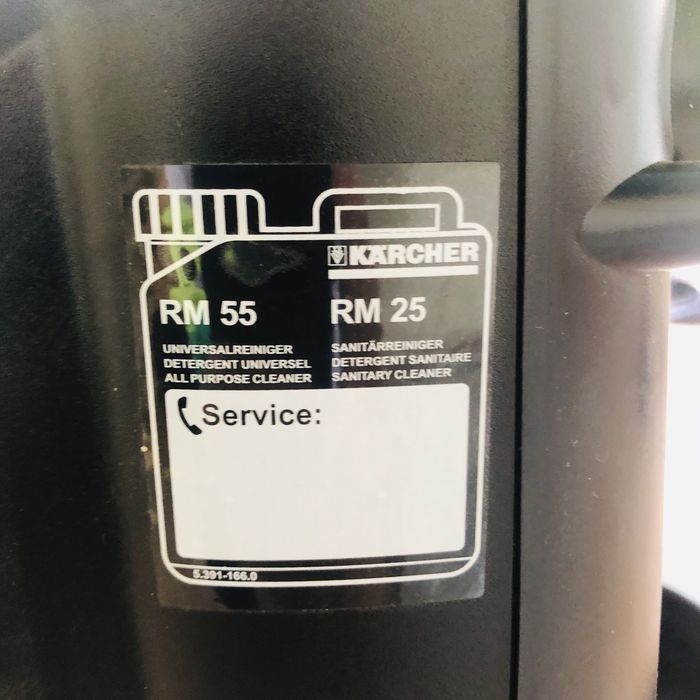 KÄRCHER
RM 55
UNIVERSALREINIGER
DETERGENT UNIVERSEL
ALL PURPOSE CLEANER
RM 25
SANITÄRREINIGER
DETERGENT SANITAIRE
SANITARY CLEANER
Service:
5.391-166.0